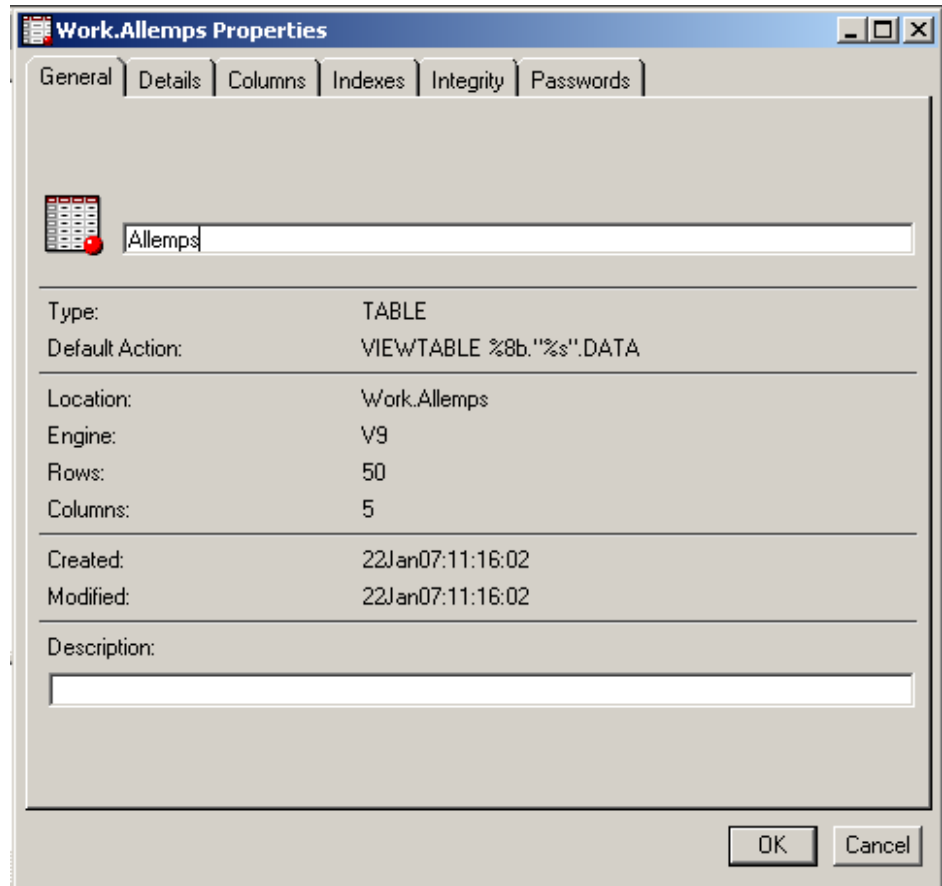 Work.Allemps Properties
General Details Columns Indexes Integrity Passwords
Allemps
Type: TABLE
Default Action: VIEWTABLE %8b."%s".DATA
Location: Work.Allemps
Engine: V9
Rows: 50
Columns: 5
Created: 22Jan07:11:16:02
Modified: 22Jan07:11:16:02
Description:
OK Cancel